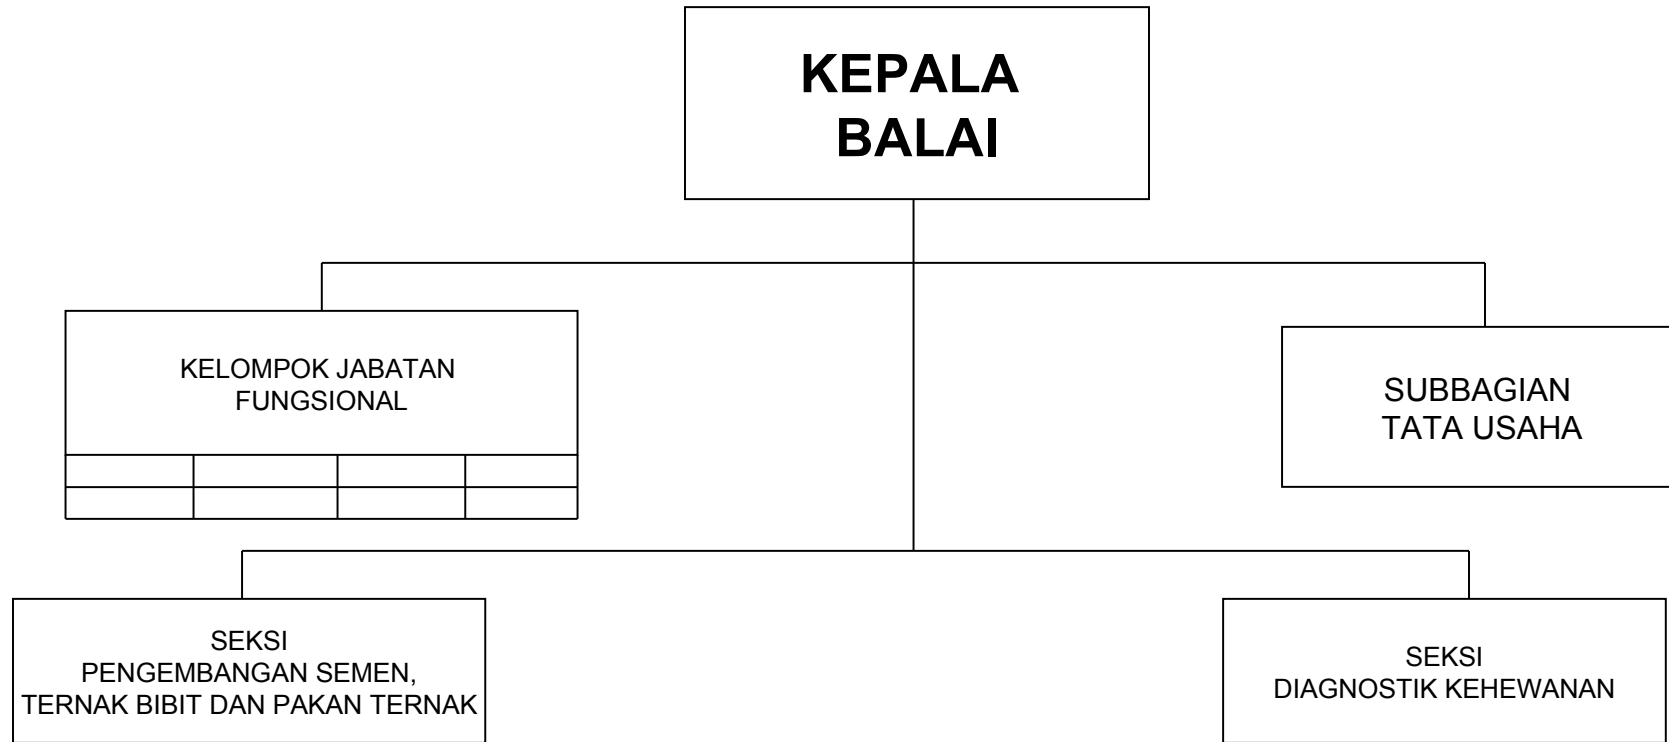 KEPALA
BALAI
KELOMPOK JABATAN
FUNGSIONAL
SUBBAGIAN
TATA USAHA
SEKSI
PENGEMBANGAN SEMEN,
TERNAK BIBIT DAN PAKAN TERNAK
SEKSI
DIAGNOSTIK KEHEWANAN